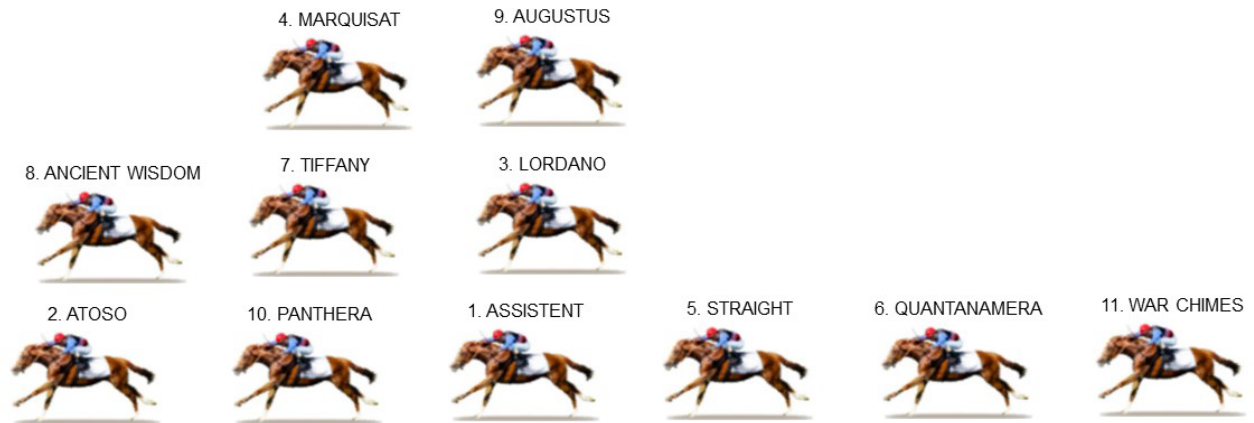 4. MARQUISAT
9. AUGUSTUS
8. ANCIENT WISDOM
7. TIFFANY
3. LORDANO
2. ATOSO
10. PANTHERA
1. ASSISTENT
5. STRAIGHT
6. QUANTANAMERA
11. WAR CHIMES